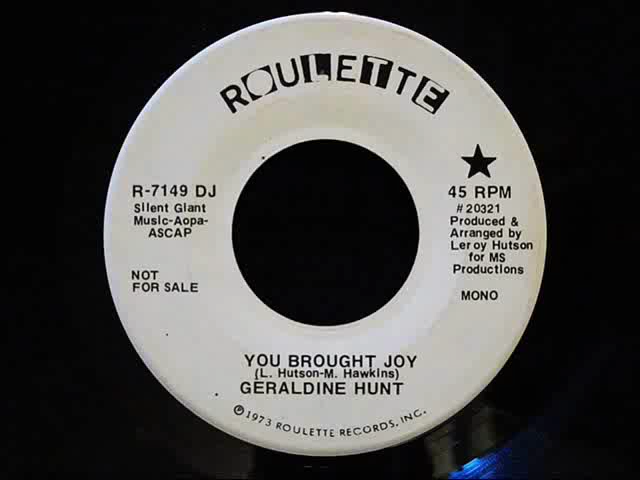 ROULETTE
R-7149 DJ
Silent Giant
Music-Aopa-
ASCAP
NOT
FOR SALE
★
45 RPM
# 20321
Produced &
Arranged by
Leroy Hutson
for MS
Productions
MONO
YOU BROUGHT JOY
(L. Hutson-M. Hawkins)
GERALDINE HUNT
℗1973 ROULETTE RECORDS, INC.